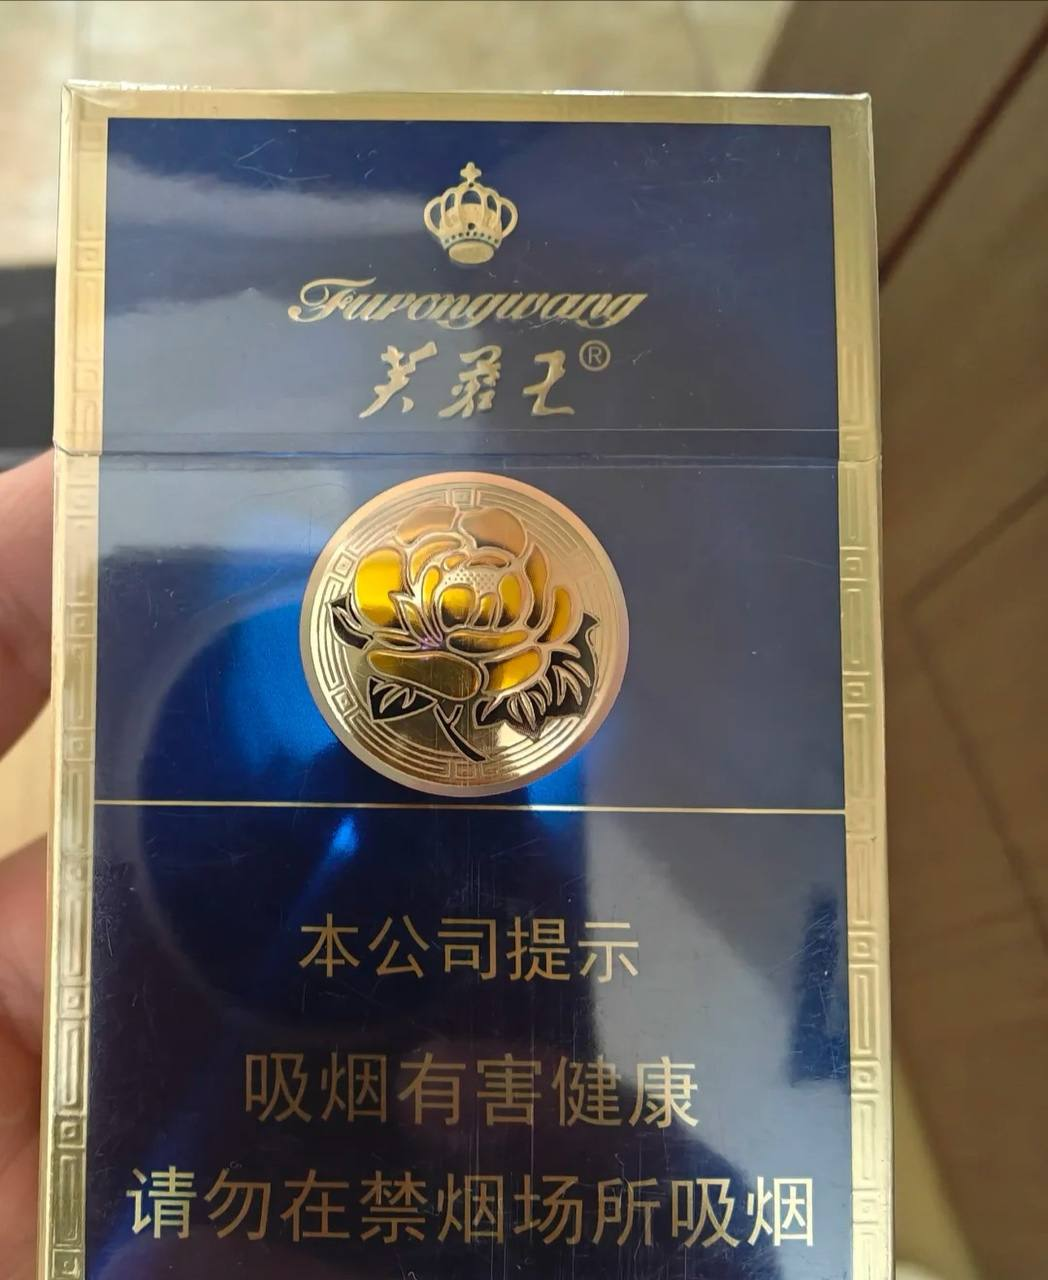 Furongwang
芙蓉王®
本公司提示
吸烟有害健康
请勿在禁烟场所吸烟